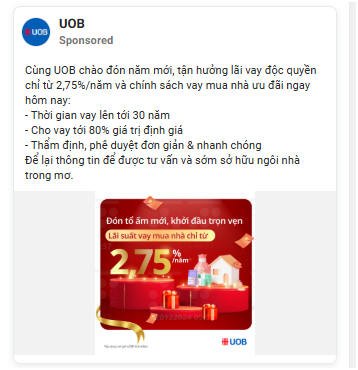 UOB
Sponsored
Cùng UOB chào đón năm mới, tận hưởng lãi vay độc quyền
chỉ từ 2,75%/năm và chính sách vay mua nhà ưu đãi ngay
hôm nay:
- Thời gian vay lên tới 30 năm
- Cho vay tới 80% giá trị định giá
- Thẩm định, phê duyệt đơn giản & nhanh chóng
Để lại thông tin để được tư vấn và sớm sở hữu ngôi nhà
trong mơ.
Đón tổ ấm mới, khởi đầu trọn vẹn
Lãi suất vay mua nhà chỉ từ
2,75%/năm*
UOB